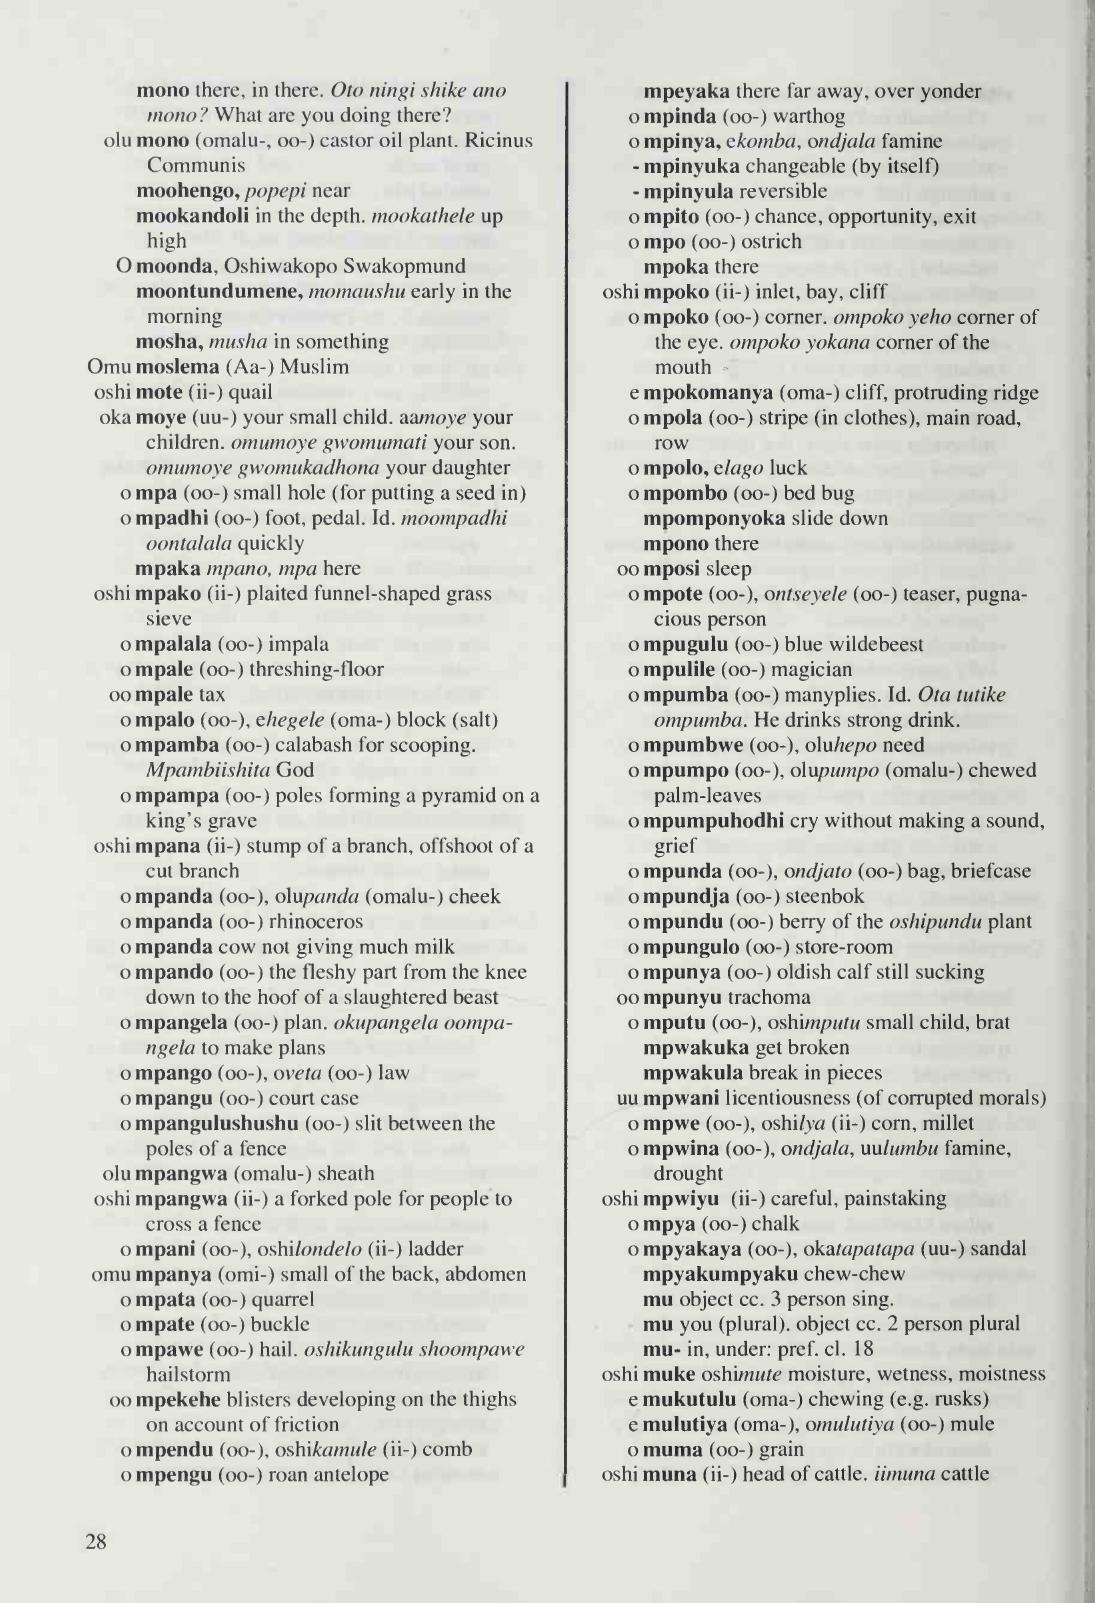 mono there, in there. Oto ningi shike ano
mono? What are you doing there?
olu mono (omalu-, oo-) castor oil plant. Ricinus
Communis
moohengo, popepi near
mookandoli in the depth. mookathele up
high
O moonda, Oshiwakopo Swakopmund
moontundumene, momaushu early in the
morning
mosha, musha in something
Omu moslema (Aa-) Muslim
oshi mote (ii-) quail
oka moye (uu-) your small child. aamoye your
children. omumoye gwomumati your son.
omumoye gwomukadhona your daughter
o mpa (oo-) small hole (for putting a seed in)
o mpadhi (oo-) foot, pedal. Id. moompadhi
oontalala quickly
mpaka mpano, mpa here
oshi mpako (ii-) plaited funnel-shaped grass
sieve
o mpalala (oo-) impala
o mpale (oo-) threshing-floor
oo mpale tax
o mpalo (oo-), ehegele (oma-) block (salt)
o mpamba (oo-) calabash for scooping.
Mpambiishita God
o mpampa (oo-) poles forming a pyramid on a
king's grave
oshi mpana (ii-) stump of a branch, offshoot of a
cut branch
o mpanda (oo-), olupanda (omalu-) cheek
o mpanda (oo-) rhinoceros
o mpanda cow not giving much milk
o mpando (oo-) the fleshy part from the knee
down to the hoof of a slaughtered beast
o mpangela (oo-) plan. okupangela oompa-
ngela to make plans
o mpango (oo-), oveta (oo-) law
o mpangu (oo-) court case
o mpangulushushu (oo-) slit between the
poles of a fence
olu mpangwa (omalu-) sheath
oshi mpangwa (ii-) a forked pole for people to
cross a fence
o mpani (oo-), oshilondelo (ii-) ladder
omu mpanya (omi-) small of the back, abdomen
o mpata (oo-) quarrel
o mpate (oo-) buckle
o mpawe (oo-) hail. oshikungulu shoompawe
hailstorm
oo mpekehe blisters developing on the thighs
on account of friction
o mpendu (oo-), oshikamule (ii-) comb
o mpengu (oo-) roan antelope
mpeyaka there far away, over yonder
o mpinda (oo-) warthog
o mpinya, ekomba, ondjala famine
- mpinyuka changeable (by itself)
- mpinyula reversible
o mpito (oo-) chance, opportunity, exit
o mpo (oo-) ostrich
mpoka there
oshi mpoko (ii-) inlet, bay, cliff
o mpoko (oo-) corner. ompoko yeho corner of
the eye. ompoko yokana corner of the
mouth
e mpokomanya (oma-) cliff, protruding ridge
o mpola (oo-) stripe (in clothes), main road,
row
o mpolo, elago luck
o mpombo (oo-) bed bug
mpomponyoka slide down
mpono there
oo mposi sleep
o mpote (oo-), ontseyele (oo-) teaser, pugna-
cious person
o mpugulu (oo-) blue wildebeest
o mpulile (oo-) magician
o mpumba (oo-) manyplies. Id. Ota tutike
ompumba. He drinks strong drink.
o mpumbwe (oo-), oluhepo need
o mpumpo (oo-), olupumpo (omalu-) chewed
palm-leaves
o mpumpuhodhi cry without making a sound,
grief
o mpunda (oo-), ondjato (oo-) bag, briefcase
o mpundja (oo-) steenbok
o mpundu (oo-) berry of the oshipundu plant
o mpungulo (oo-) store-room
o mpunya (oo-) oldish calf still sucking
oo mpunyu trachoma
o mputu (oo-), oshimputu small child, brat
mpwakuka get broken
mpwakula break in pieces
uu mpwani licentiousness (of corrupted morals)
o mpwe (oo-), oshilya (ii-) corn, millet
o mpwina (oo-), ondjala, uulumbu famine,
drought
oshi mpwiyu (ii-) careful, painstaking
o mpya (oo-) chalk
o mpyakaya (oo-), okatapatapa (uu-) sandal
mpyakumpyaku chew-chew
mu object cc. 3 person sing.
mu you (plural). object cc. 2 person plural
mu- in, under: pref. cl. 18
oshi muke oshimute moisture, wetness, moistness
e mukutulu (oma-) chewing (e.g. rusks)
e mulutiya (oma-), omulutiya (oo-) mule
o muma (oo-) grain
oshi muna (ii-) head of cattle. iimuna cattle
28